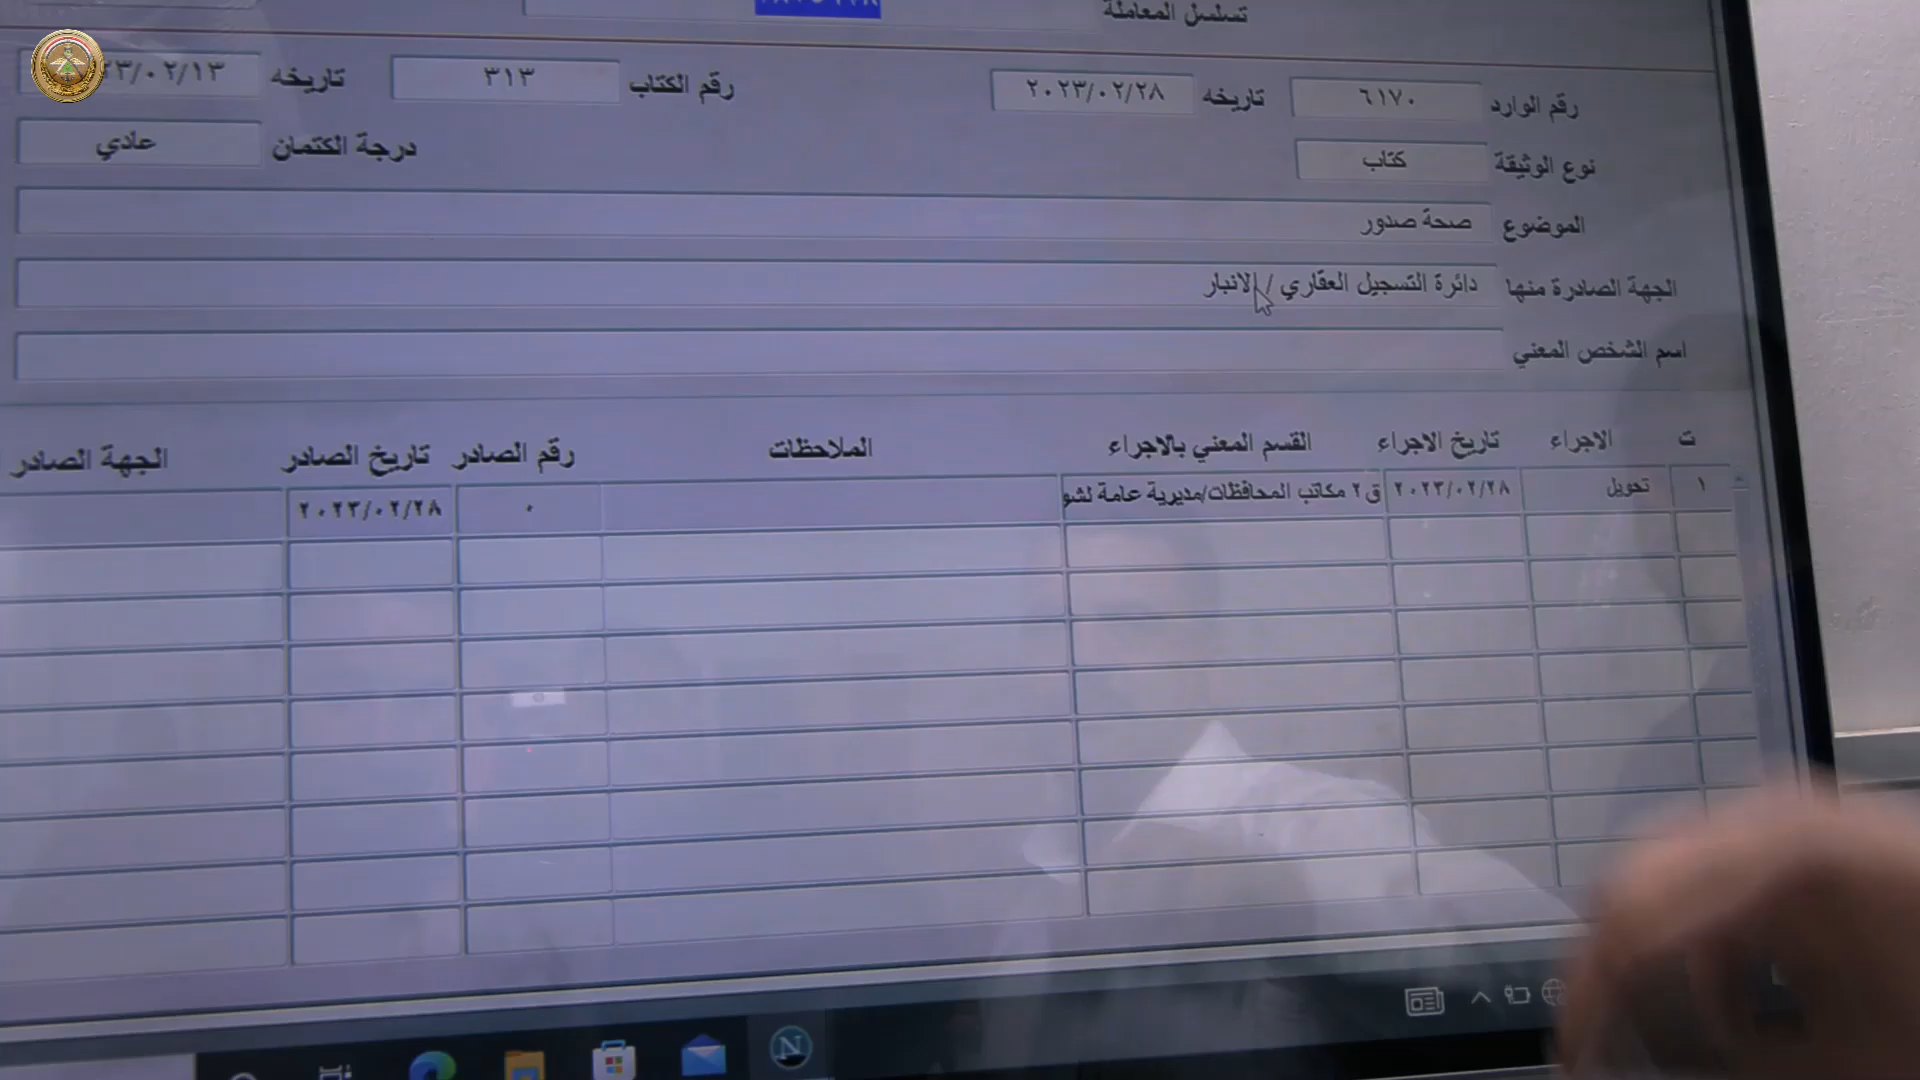 تسلسل المعاملة
رقم الوارد ٦١٧٠ تاريخه ٢٠٢٣/٠٢/٢٨ رقم الكتاب ٣١٣ تاريخه ٢٣/٠٢/١٣
نوع الوثيقة كتاب درجة الكتمان عادي
الموضوع صحة صدور
الجهة الصادرة منها دائرة التسجيل العقاري / الانبار
اسم الشخص المعني
ت الاجراء تاريخ الاجراء القسم المعني بالاجراء الملاحظات رقم الصادر تاريخ الصادر الجهة الصادر
١ تحويل ٢٠٢٣/٠٢/٢٨ ق٢ مكاتب المحافظات/مديرية عامة لشو ٠ ٢٠٢٣/٠٢/٢٨
N